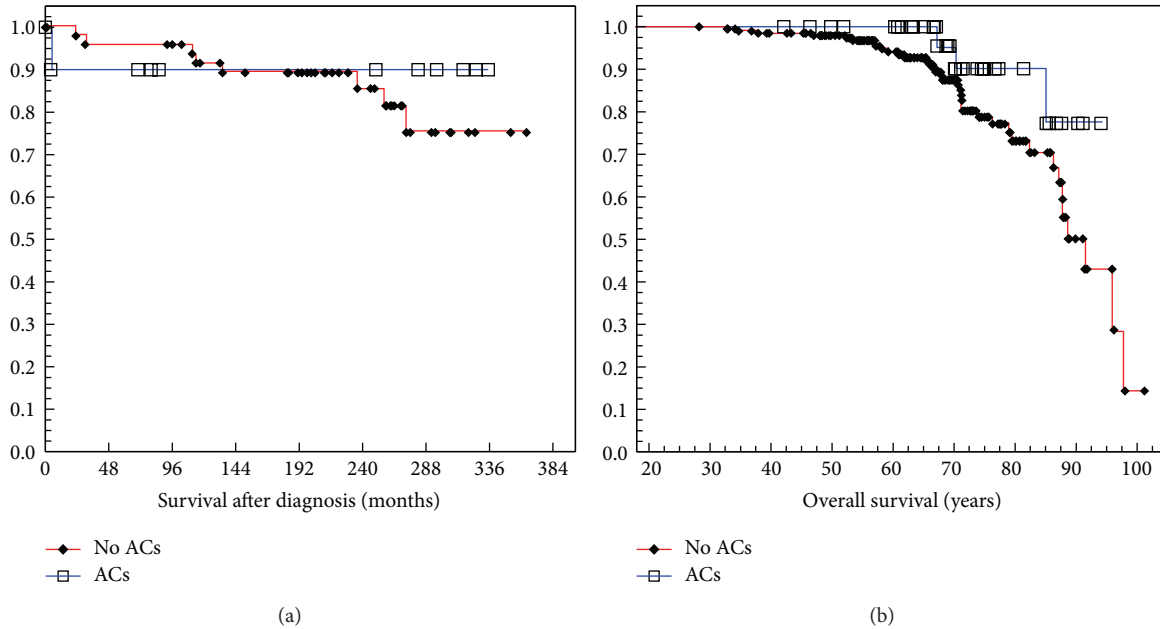 1.0
0.9
0.8
0.7
0.6
0.5
0.4
0.3
0.2
0.1
0.0
0 48 96 144 192 240 288 336 384
Survival after diagnosis (months)
No ACs
ACs
(a)
1.0
0.9
0.8
0.7
0.6
0.5
0.4
0.3
0.2
0.1
0.0
20 30 40 50 60 70 80 90 100
Overall survival (years)
No ACs
ACs
(b)